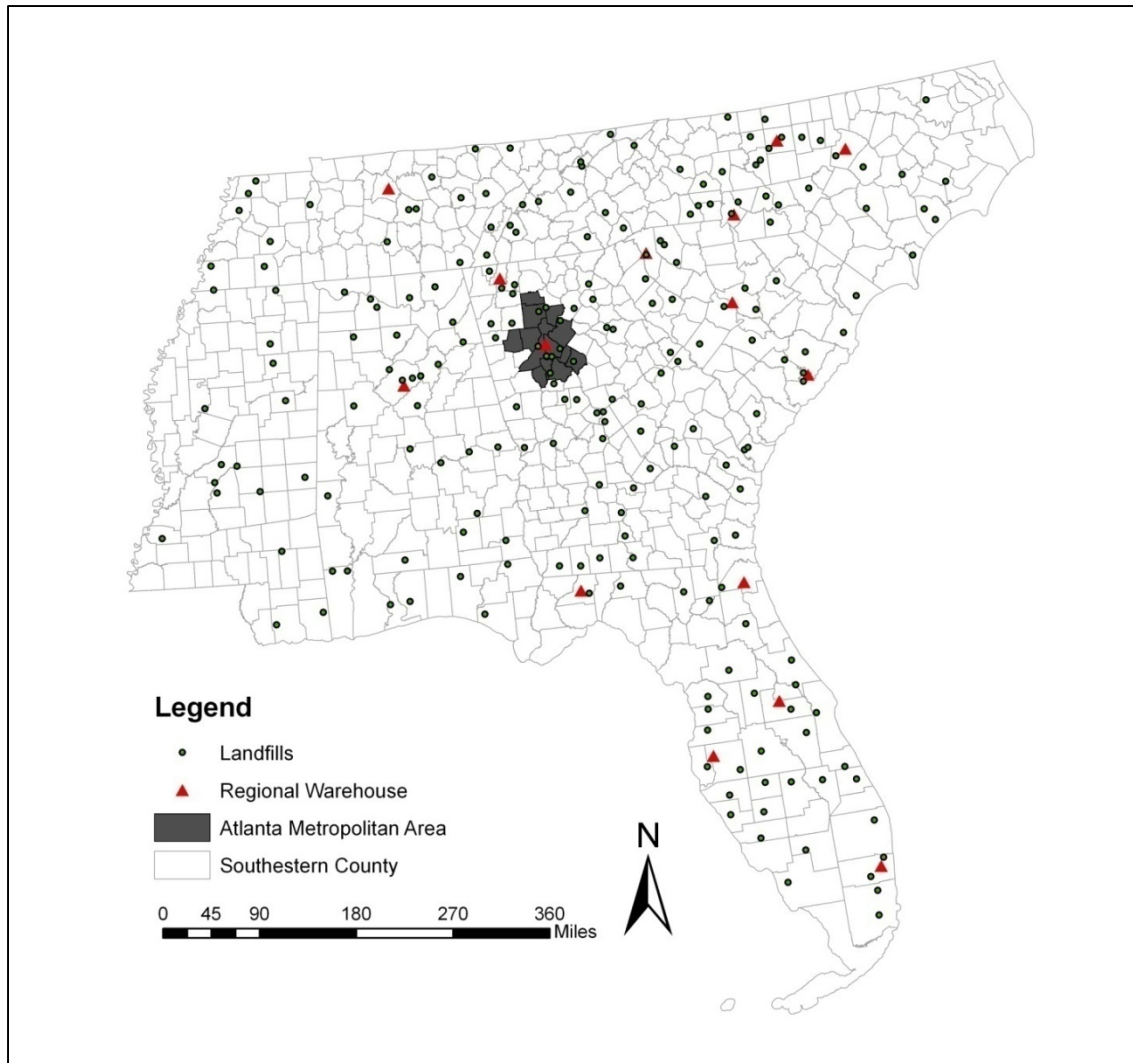 N
Legend
Landfills
Regional Warehouse
Atlanta Metropolitan Area
Southestern County
0 45 90 180 270 360
Miles